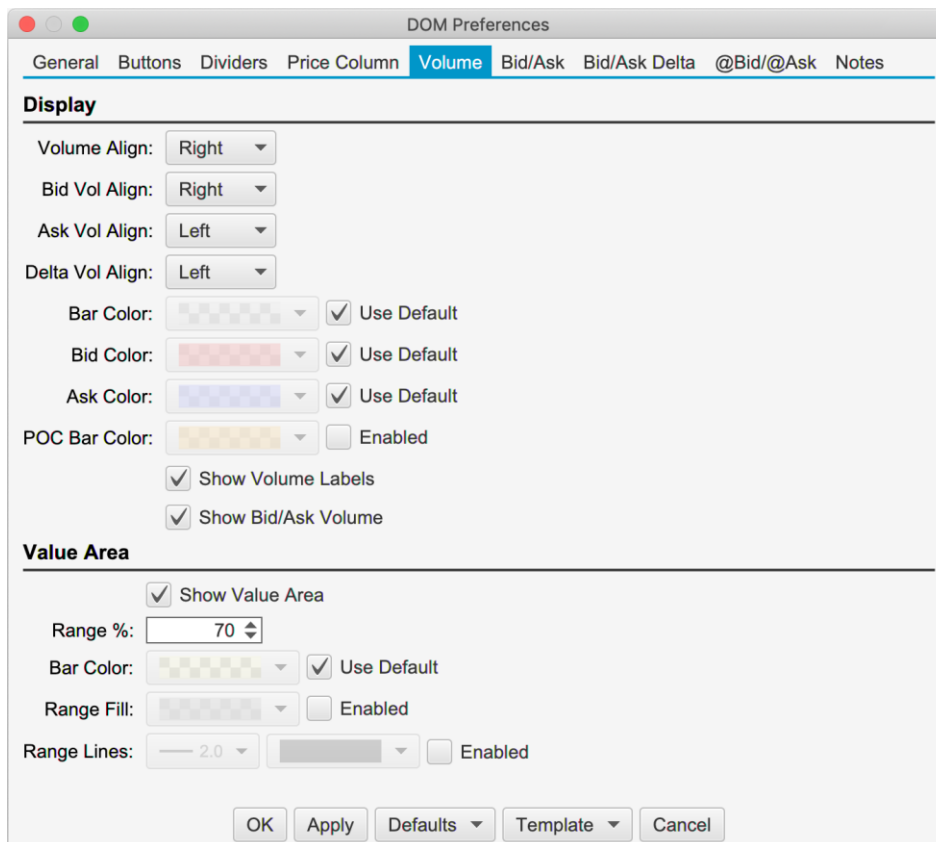 DOM Preferences
General Buttons Dividers Price Column Volume Bid/Ask Bid/Ask Delta @Bid/@Ask Notes
Display
Volume Align: Right
Bid Vol Align: Right
Ask Vol Align: Left
Delta Vol Align: Left
Bar Color: Use Default
Bid Color: Use Default
Ask Color: Use Default
POC Bar Color: Enabled
Show Volume Labels
Show Bid/Ask Volume
Value Area
Show Value Area
Range %: 70
Bar Color: Use Default
Range Fill: Enabled
Range Lines: 2.0 Enabled
OK Apply Defaults Template Cancel